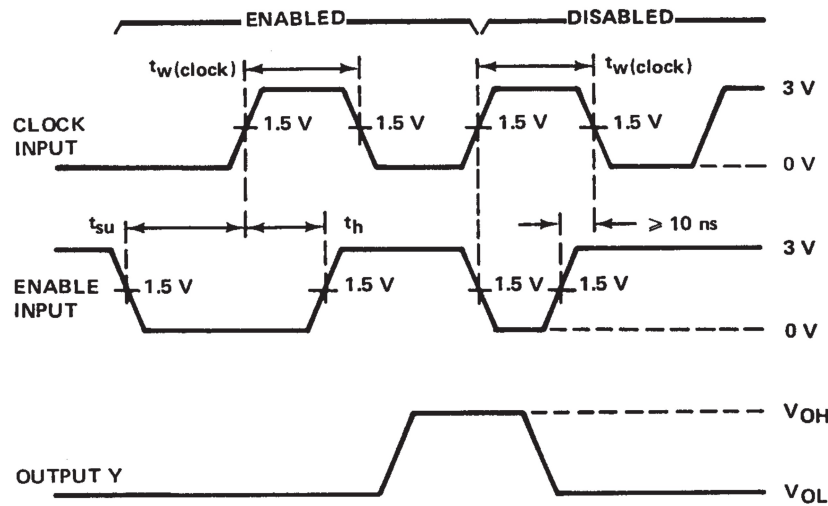 ENABLED DISABLED
tw(clock) tw(clock)
3 V
CLOCK INPUT
1.5 V 1.5 V 1.5 V 1.5 V
0 V
tsu th ≥ 10 ns
3 V
ENABLE INPUT
1.5 V 1.5 V 1.5 V 1.5 V
0 V
VOH
OUTPUT Y
VOL